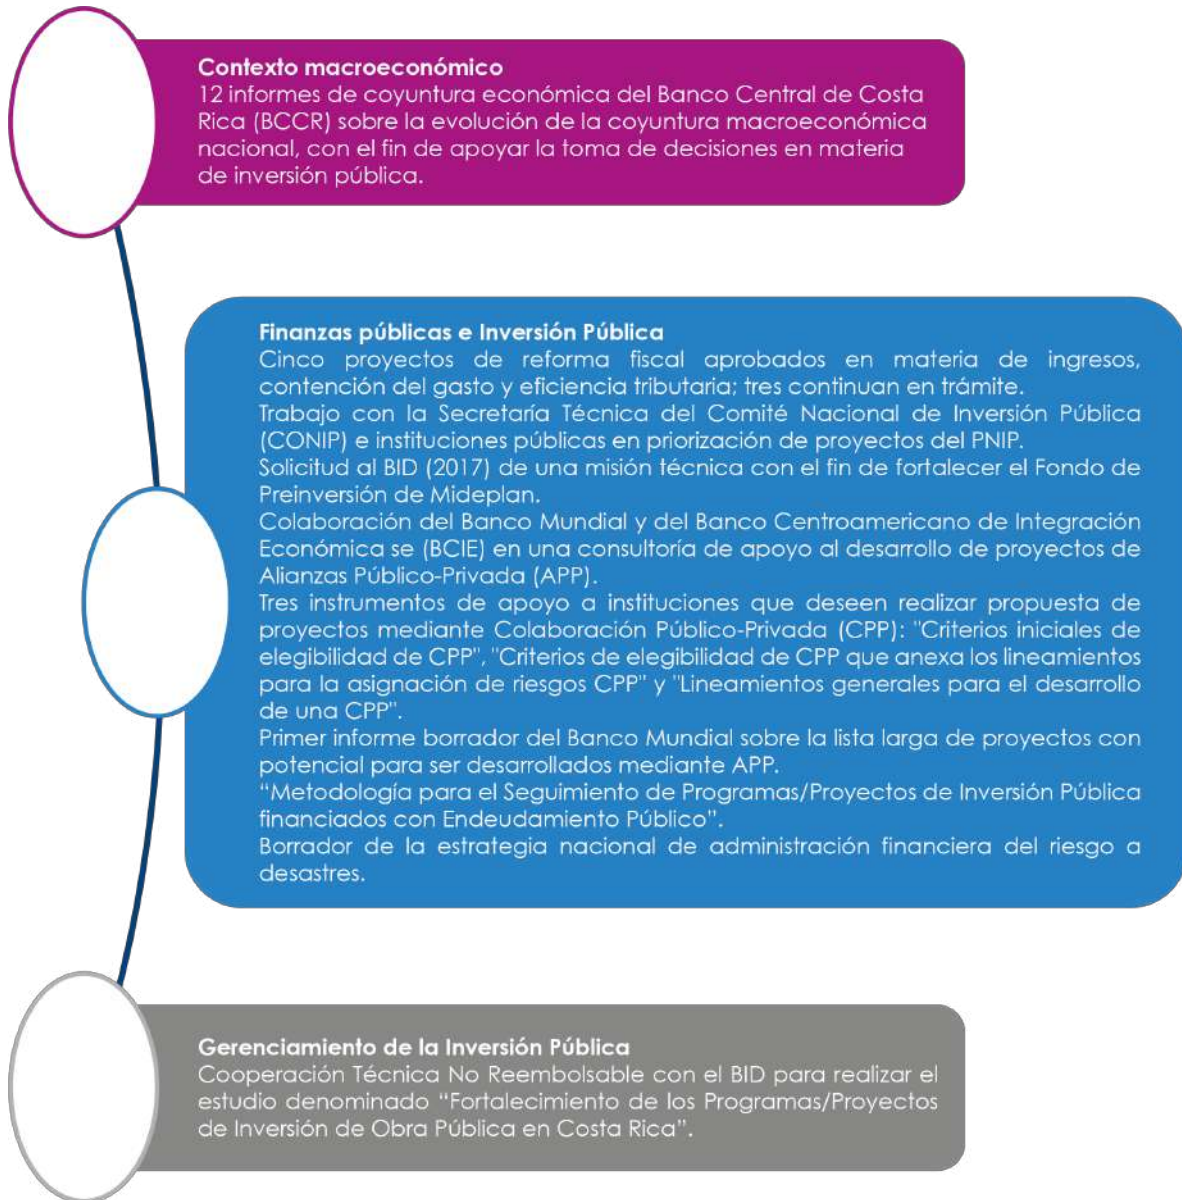 Contexto macroeconómico
12 informes de coyuntura económica del Banco Central de Costa
Rica (BCCR) sobre la evolución de la coyuntura macroeconómica
nacional, con el fin de apoyar la toma de decisiones en materia
de inversión pública.
Finanzas públicas e Inversión Pública
Cinco proyectos de reforma fiscal aprobados en materia de ingresos,
contención del gasto y eficiencia tributaria; tres continuan en trámite.
Trabajo con la Secretaría Técnica del Comité Nacional de Inversión Pública
(CONIP) e instituciones públicas en priorización de proyectos del PNIP.
Solicitud al BID (2017) de una misión técnica con el fin de fortalecer el Fondo de
Preinversión de Mideplan.
Colaboración del Banco Mundial y del Banco Centroamericano de Integración
Económica se (BCIE) en una consultoría de apoyo al desarrollo de proyectos de
Alianzas Público-Privada (APP).
Tres instrumentos de apoyo a instituciones que deseen realizar propuesta de
proyectos mediante Colaboración Público-Privada (CPP): "Criterios iniciales de
elegibilidad de CPP", "Criterios de elegibilidad de CPP que anexa los lineamientos
para la asignación de riesgos CPP" y "Lineamientos generales para el desarrollo
de una CPP".
Primer informe borrador del Banco Mundial sobre la lista larga de proyectos con
potencial para ser desarrollados mediante APP.
“Metodología para el Seguimiento de Programas/Proyectos de Inversión Pública
financiados con Endeudamiento Público”.
Borrador de la estrategia nacional de administración financiera del riesgo a
desastres.
Gerenciamiento de la Inversión Pública
Cooperación Técnica No Reembolsable con el BID para realizar el
estudio denominado “Fortalecimiento de los Programas/Proyectos
de Inversión de Obra Pública en Costa Rica”.